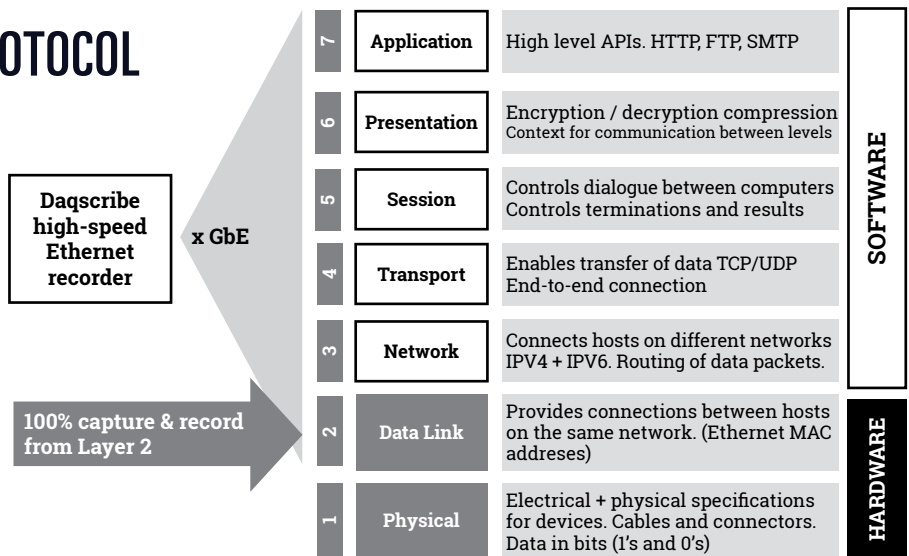 OTOCOL
7
Application
High level APIs. HTTP, FTP, SMTP
6
Presentation
Encryption / decryption compression
Context for communication between levels
5
Session
Controls dialogue between computers
Controls terminations and results
4
Transport
Enables transfer of data TCP/UDP
End-to-end connection
3
Network
Connects hosts on different networks
IPV4 + IPV6. Routing of data packets.
2
Data Link
Provides connections between hosts
on the same network. (Ethernet MAC
addreses)
1
Physical
Electrical + physical specifications
for devices. Cables and connectors.
Data in bits (1's and 0's)
Daqscribe
high-speed
Ethernet
recorder
x GbE
100% capture & record
from Layer 2
SOFTWARE
HARDWARE